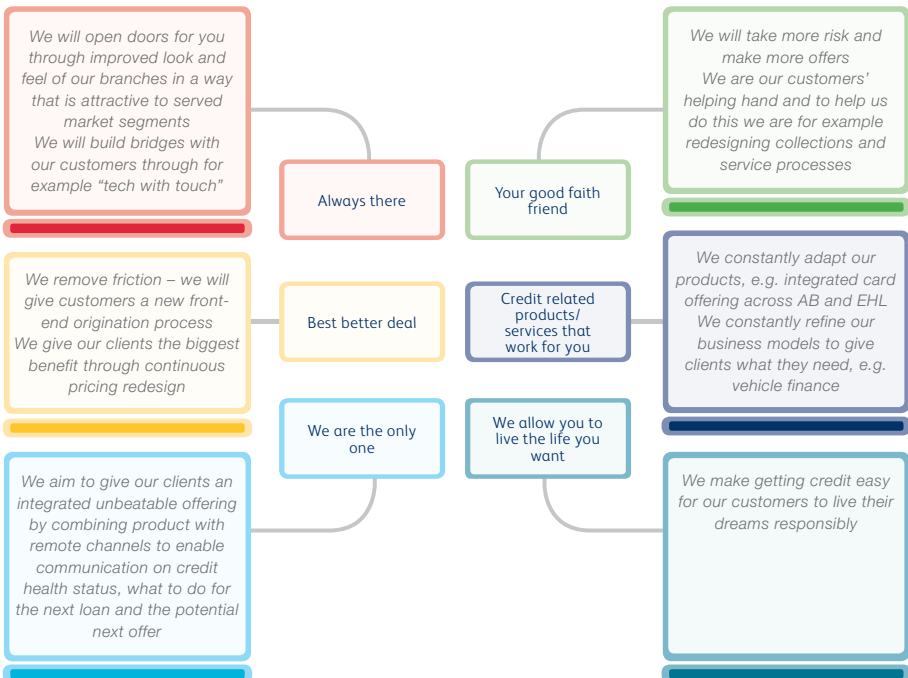 We will open doors for you
through improved look and
feel of our branches in a way
that is attractive to served
market segments
We will build bridges with
our customers through for
example “tech with touch”
Always there
We remove friction – we will
give customers a new front-
end origination process
We give our clients the biggest
benefit through continuous
pricing redesign
Best better deal
We aim to give our clients an
integrated unbeatable offering
by combining product with
remote channels to enable
communication on credit
health status, what to do for
the next loan and the potential
next offer
We are the only
one
Your good faith
friend
We will take more risk and
make more offers
We are our customers’
helping hand and to help us
do this we are for example
redesigning collections and
service processes
Credit related
products/
services that
work for you
We constantly adapt our
products, e.g. integrated card
offering across AB and EHL
We constantly refine our
business models to give
clients what they need, e.g.
vehicle finance
We allow you to
live the life you
want
We make getting credit easy
for our customers to live their
dreams responsibly